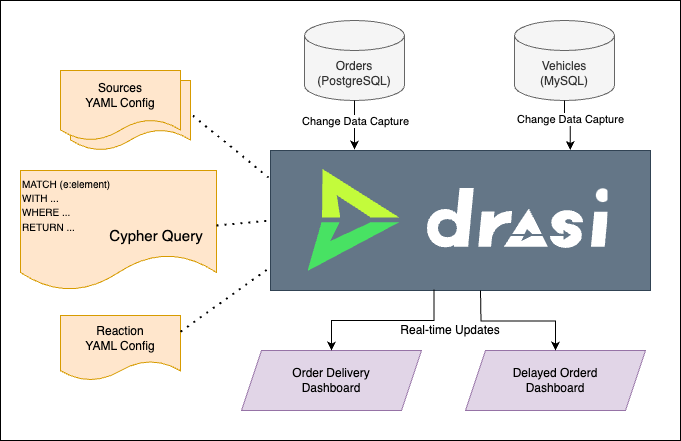 Orders
(PostgreSQL)
Vehicles
(MySQL)
Sources
YAML Config
Change Data Capture
Change Data Capture
MATCH (e:element)
WITH ...
WHERE ...
RETURN ...
Cypher Query
drasi
Reaction
YAML Config
Real-time Updates
Order Delivery
Dashboard
Delayed Orderd
Dashboard